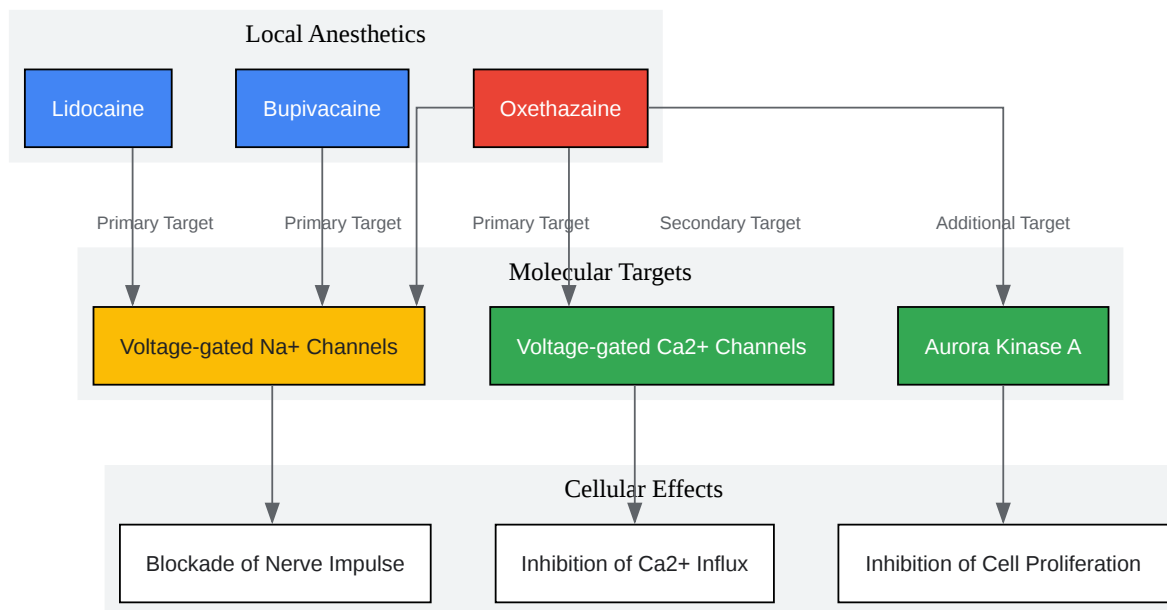 Local Anesthetics
Lidocaine
Bupivacaine
Oxethazaine
Primary Target
Primary Target
Primary Target
Secondary Target
Additional Target
Molecular Targets
Voltage-gated Na+ Channels
Voltage-gated Ca2+ Channels
Aurora Kinase A
Cellular Effects
Blockade of Nerve Impulse
Inhibition of Ca2+ Influx
Inhibition of Cell Proliferation